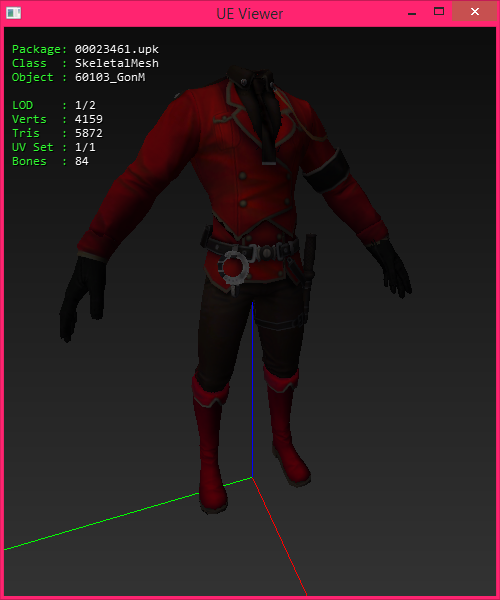 UE Viewer
Package: 00023461.upk
Class  : SkeletalMesh
Object : 60103_GonM
LOD    : 1/2
Verts  : 4159
Tris   : 5872
UV Set : 1/1
Bones  : 84